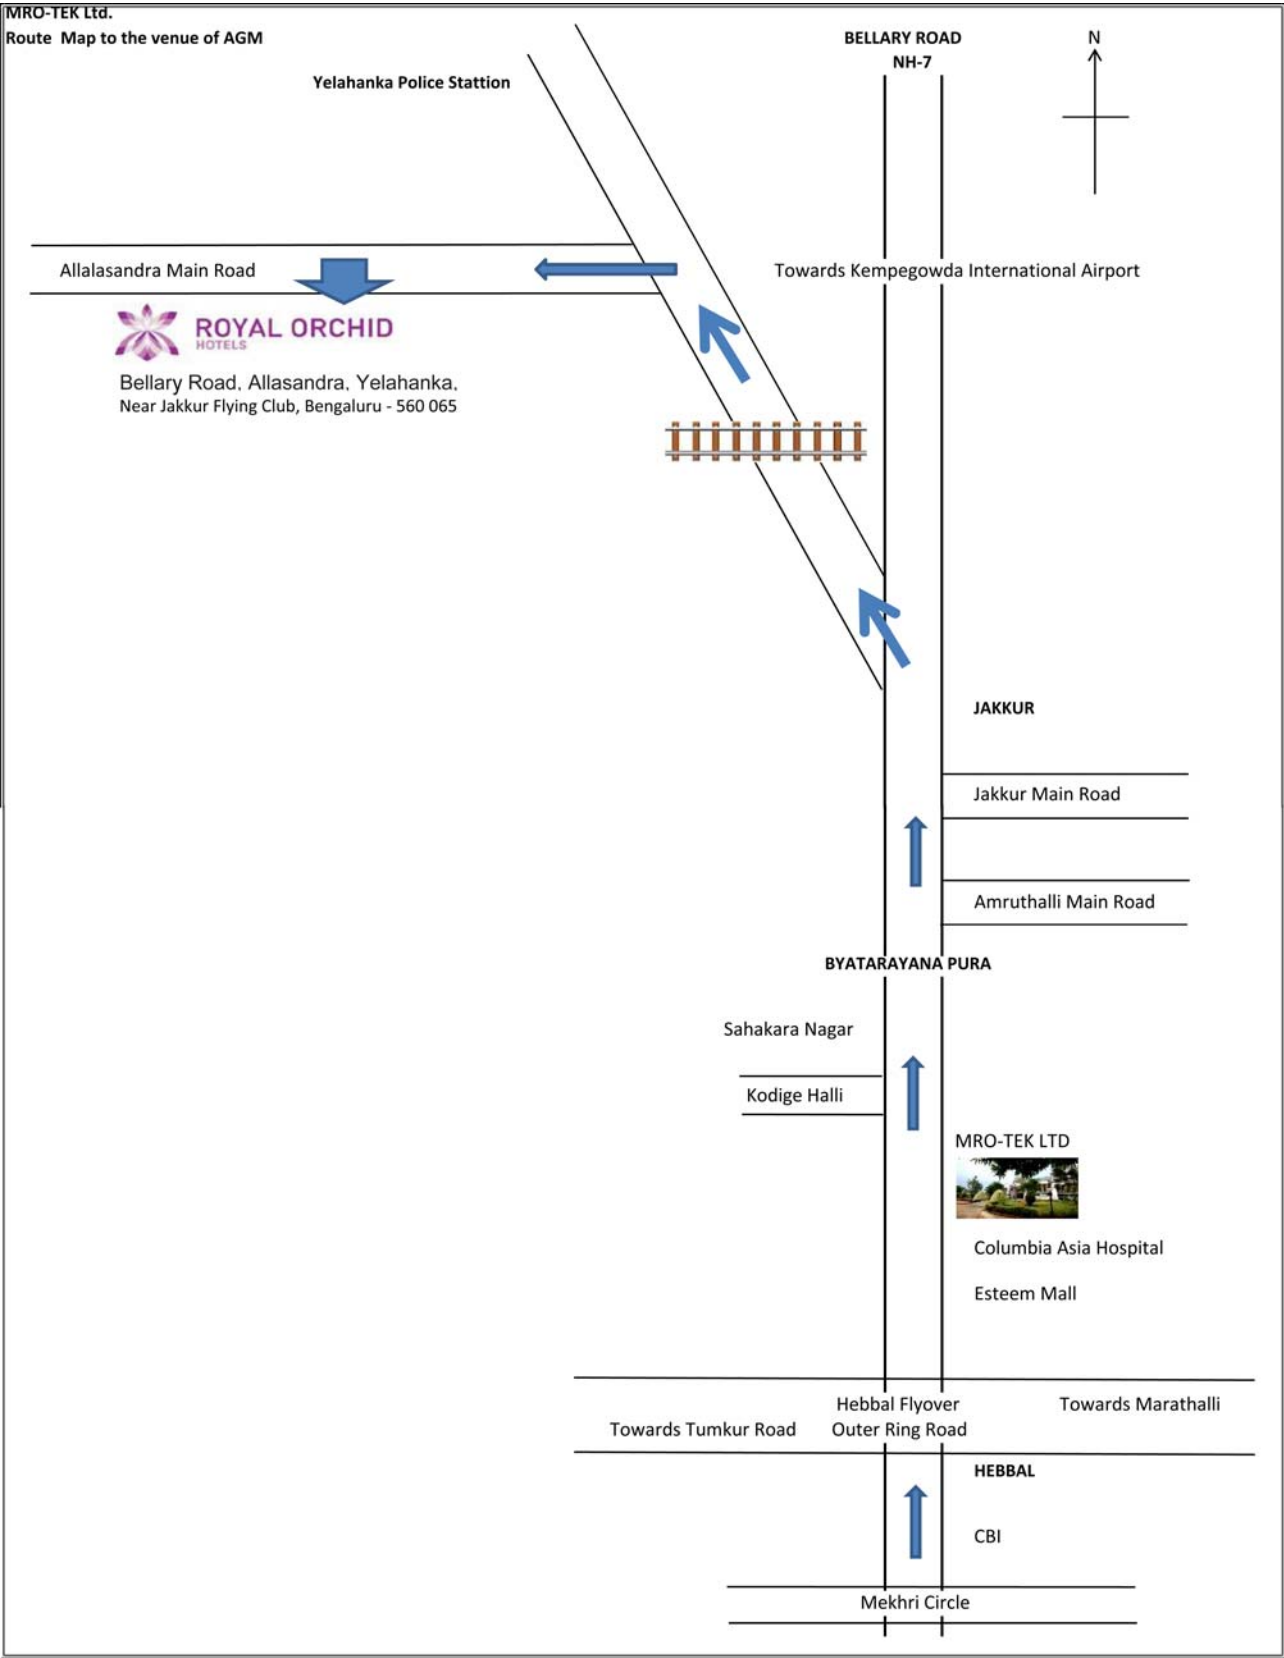 MRO-TEK Ltd.
Route Map to the venue of AGM
BELLARY ROAD
NH-7
N
Yelahanka Police Stattion
Allalasandra Main Road
Towards Kempegowda International Airport
ROYAL ORCHID
HOTELS
Bellary Road, Allasandra, Yelahanka,
Near Jakkur Flying Club, Bengaluru - 560 065
JAKKUR
Jakkur Main Road
Amruthalli Main Road
BYATARAYANA PURA
Sahakara Nagar
Kodige Halli
MRO-TEK LTD
Columbia Asia Hospital
Esteem Mall
Hebbal Flyover
Towards Marathalli
Towards Tumkur Road
Outer Ring Road
HEBBAL
CBI
Mekhri Circle